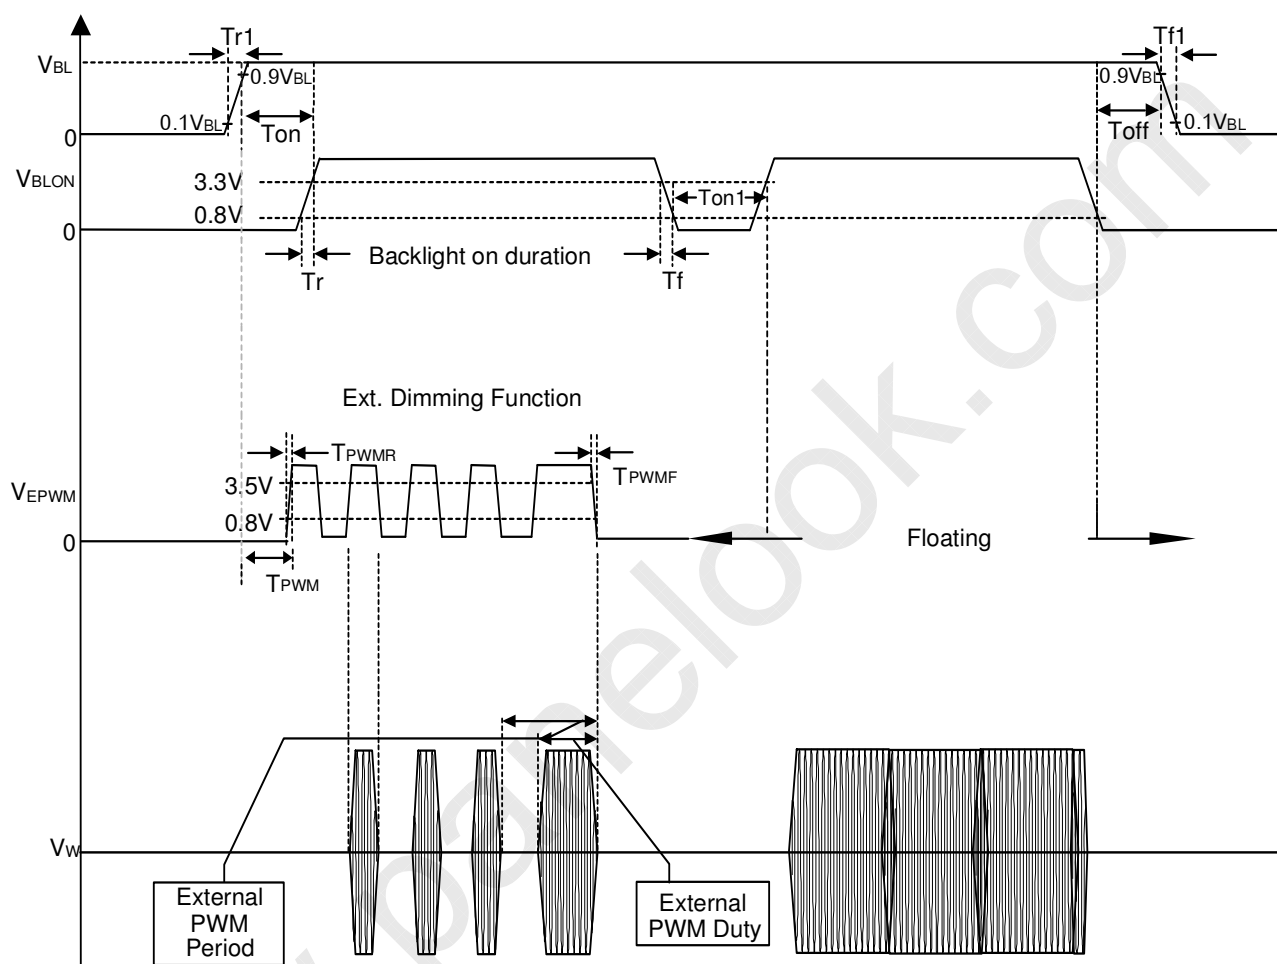 Tr1
Tf1
VBL
0.9VBL
0.9VBL
0.1VBL
Ton
Toff
0.1VBL
0
VBLON
3.3V
Ton1
0.8V
0
Backlight on duration
Tr
Tf
Ext. Dimming Function
TPWMR
TPWMF
VEPWM
3.5V
0.8V
0
Floating
TPWM
VW
External
PWM
Period
External
PWM Duty
panelook.com